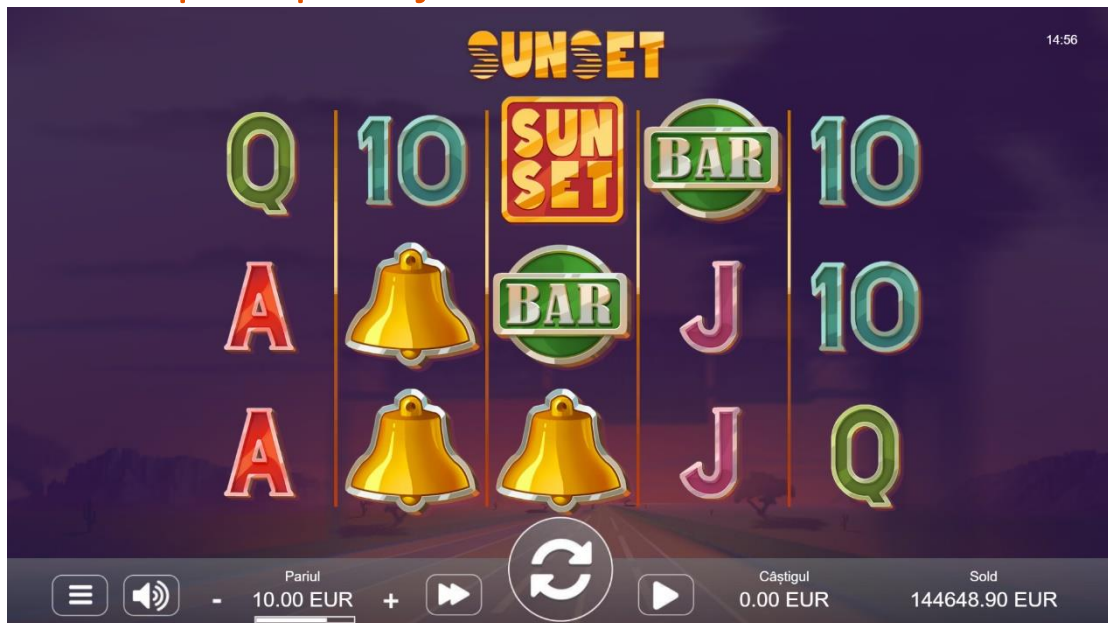 SUNSET
14:56
Q 10 SUN SET BAR 10
A BAR J 10
A J Q
Pariul Câștigul Sold
- 10.00 EUR + 0.00 EUR 144648.90 EUR